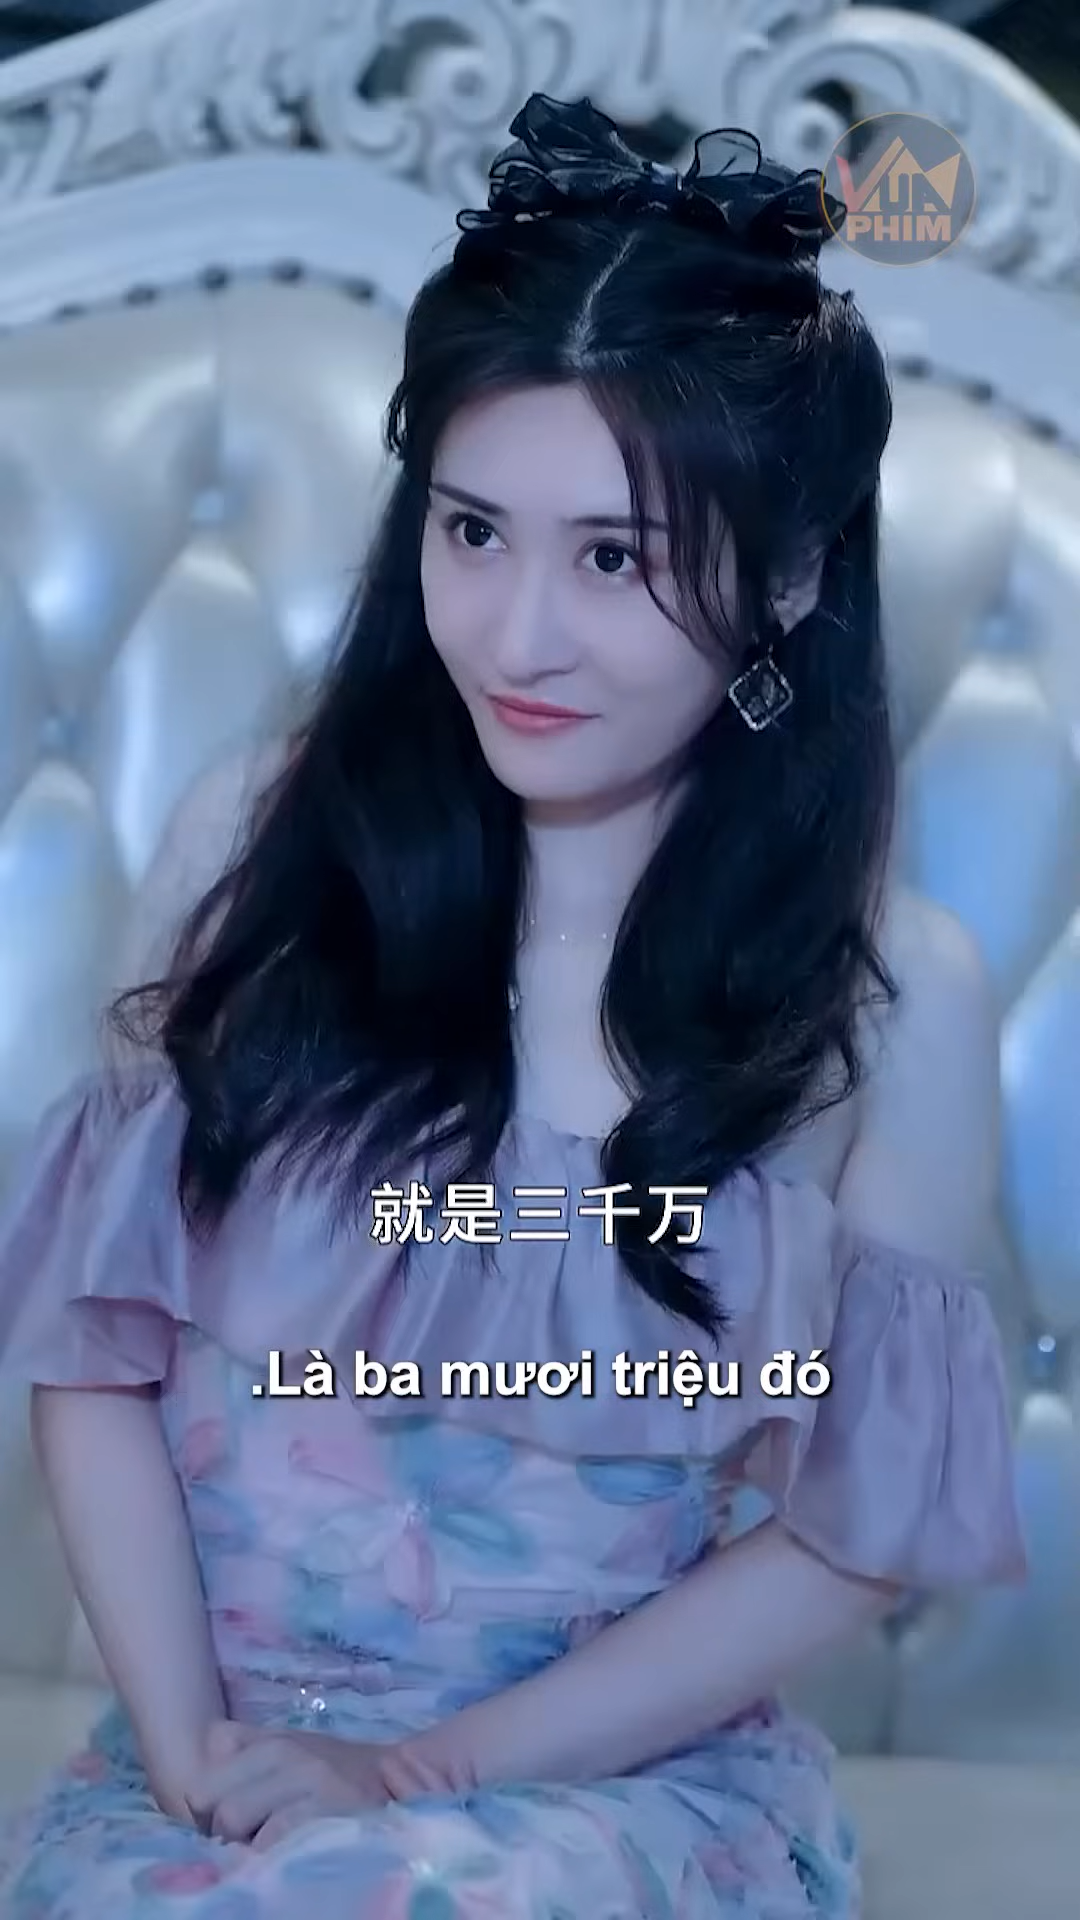 VUA
PHIM
就是三千万
.Là ba mươi triệu đó